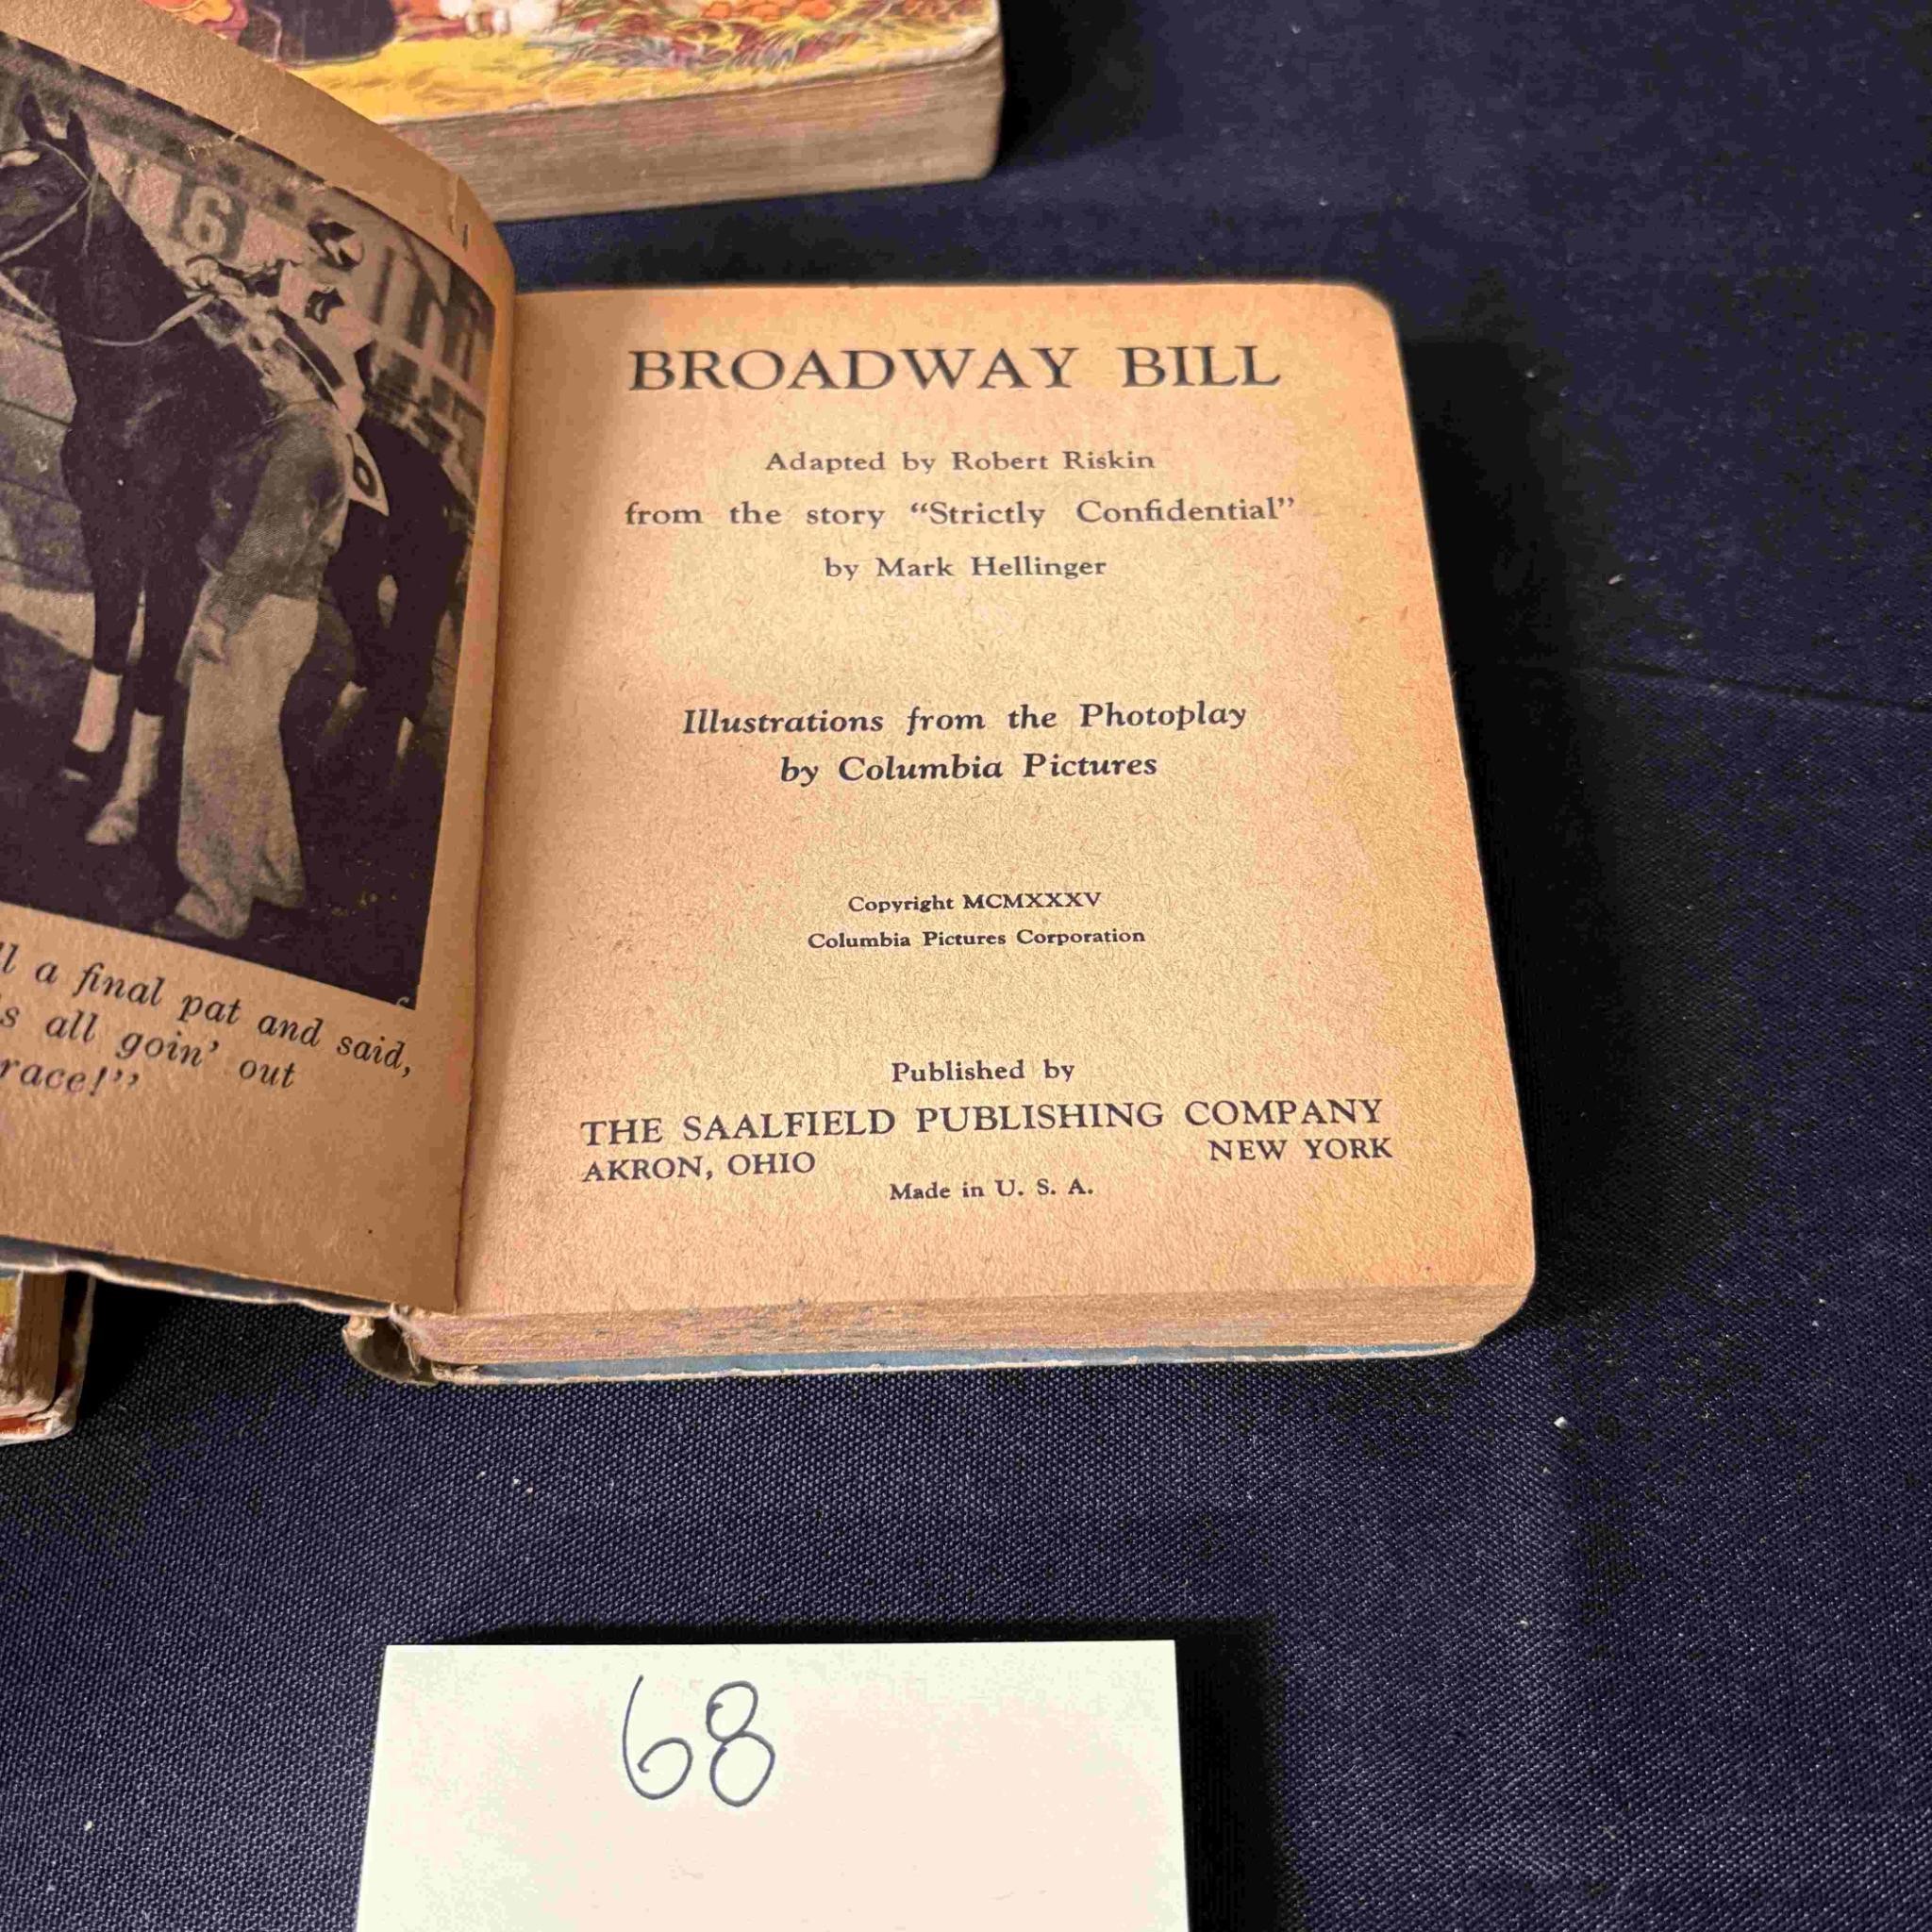 6
l a final pat and said,
s all goin' out
race!"
BROADWAY BILL
Adapted by Robert Riskin
from the story "Strictly Confidential"
by Mark Hellinger
Illustrations from the Photoplay
by Columbia Pictures
Copyright MCMXXXV
Columbia Pictures Corporation
Published by
THE SAALFIELD PUBLISHING COMPANY
AKRON, OHIO NEW YORK
Made in U. S. A.
68